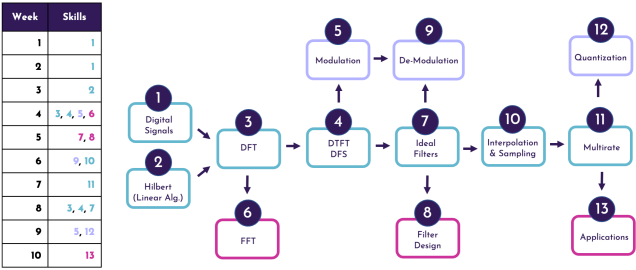 Week Skills
1 1
2 1
3 2
4 3, 4, 5, 6
5 7, 8
6 9, 10
7 11
8 3, 4, 7
9 5, 12
10 13
1
Digital
Signals
2
Hilbert
(Linear Alg.)
3
DFT
4
DTFT
DFS
5
Modulation
6
FFT
7
Ideal
Filters
8
Filter
Design
9
De-Modulation
10
Interpolation
& Sampling
11
Multirate
12
Quantization
13
Applications